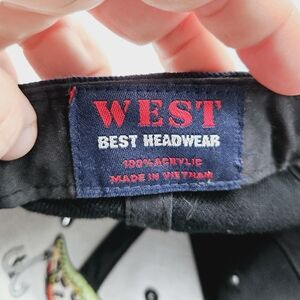 WEST
BEST HEADWEAR
100% ACRYLIC
MADE IN VIETNAM